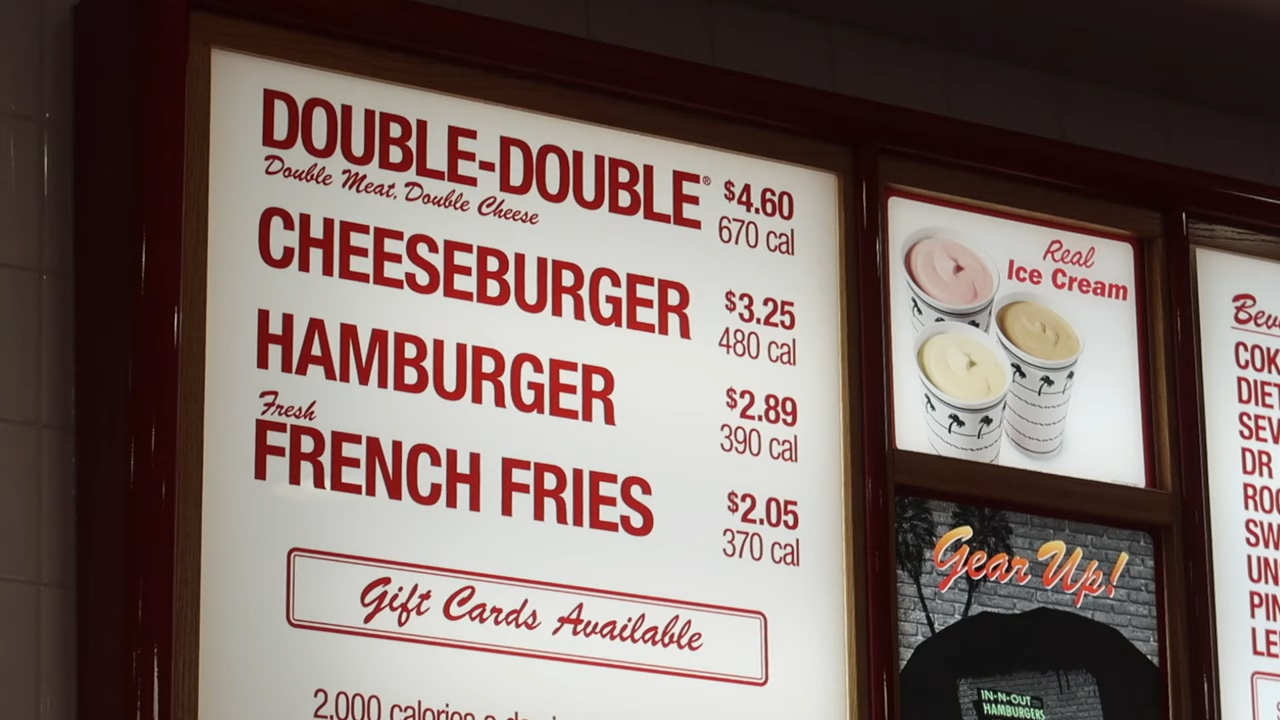 DOUBLE-DOUBLE® $4.60
Double Meat, Double Cheese 670 cal
CHEESEBURGER $3.25
480 cal
HAMBURGER $2.89
390 cal
Fresh
FRENCH FRIES $2.05
370 cal
Gift Cards Available
2,000 calories a
Real
Ice Cream
Gear Up!
IN-N-OUT
HAMBURGERS
Bev
COK
DIET
SEV
DR
ROO
SW
UN
PIN
LE